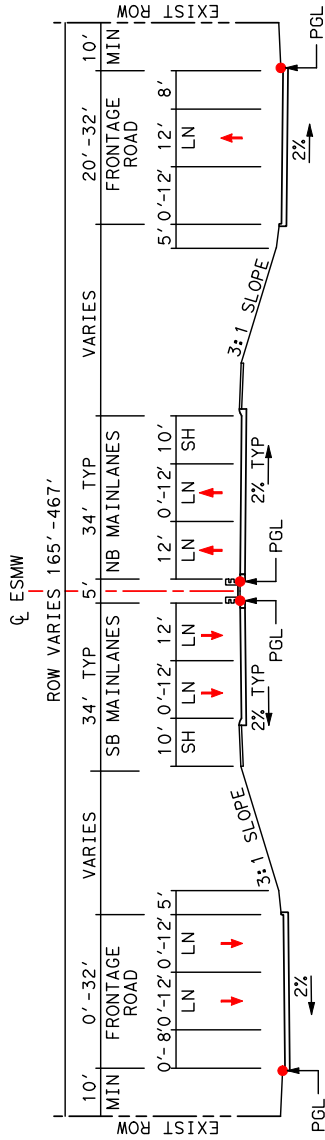 ℄ ESMW
ROW VARIES 165'-467'
EXIST ROW
10' MIN
0'-32' FRONTAGE ROAD
VARIES
34' TYP SB MAINLANES
5'
34' TYP NB MAINLANES
VARIES
20'-32' FRONTAGE ROAD
10' MIN
EXIST ROW
0'-8'
0'-12' LN
0'-12' LN
5'
10' SH
0'-12' LN
12' LN
12' LN
0'-12' LN
10' SH
5'
0'-12'
12' LN
8'
3:1 SLOPE
3:1 SLOPE
2%
2% TYP
2% TYP
2%
PGL
PGL
PGL
PGL